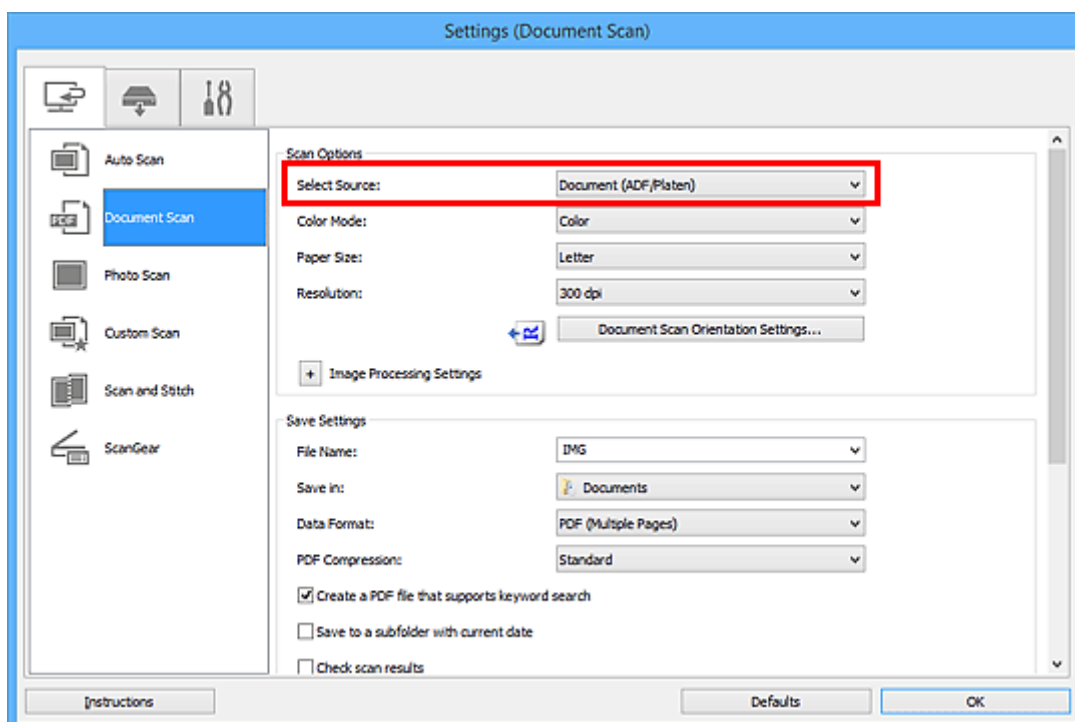 Settings (Document Scan)
Auto Scan
Document Scan
Photo Scan
Custom Scan
Scan and Stitch
ScanGear
Scan Options
Select Source: Document (ADF/Platen)
Color Mode: Color
Paper Size: Letter
Resolution: 300 dpi
Document Scan Orientation Settings...
+ Image Processing Settings
Save Settings
File Name: IMG
Save in: Documents
Data Format: PDF (Multiple Pages)
PDF Compression: Standard
Create a PDF file that supports keyword search
Save to a subfolder with current date
Check scan results
Instructions Defaults OK